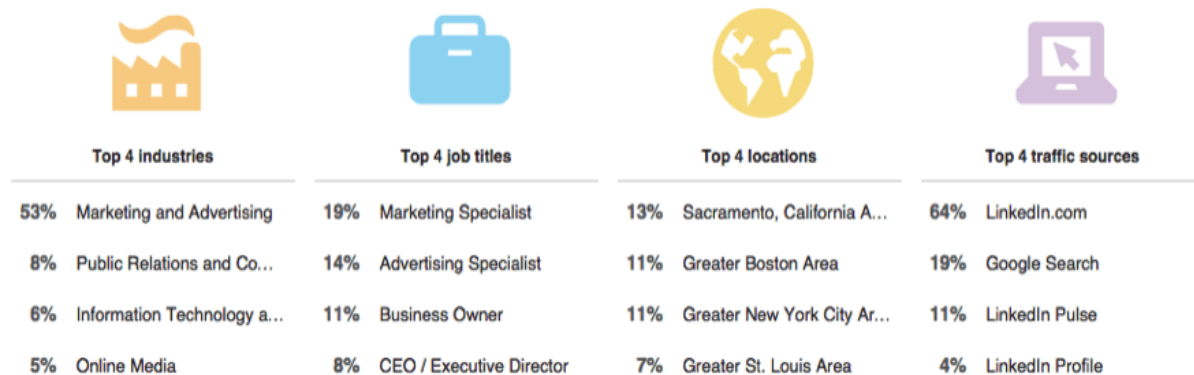 Top 4 industries
53% Marketing and Advertising
8% Public Relations and Co...
6% Information Technology a...
5% Online Media
Top 4 job titles
19% Marketing Specialist
14% Advertising Specialist
11% Business Owner
8% CEO / Executive Director
Top 4 locations
13% Sacramento, California A...
11% Greater Boston Area
11% Greater New York City Ar...
7% Greater St. Louis Area
Top 4 traffic sources
64% LinkedIn.com
19% Google Search
11% LinkedIn Pulse
4% LinkedIn Profile